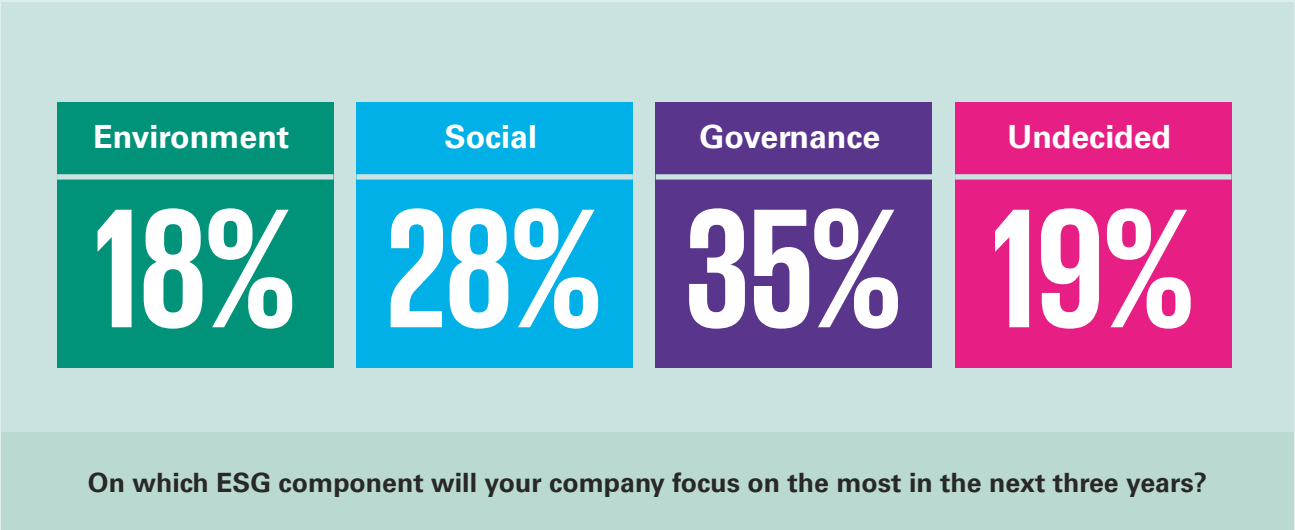 Environment
18%
Social
28%
Governance
35%
Undecided
19%
On which ESG component will your company focus on the most in the next three years?